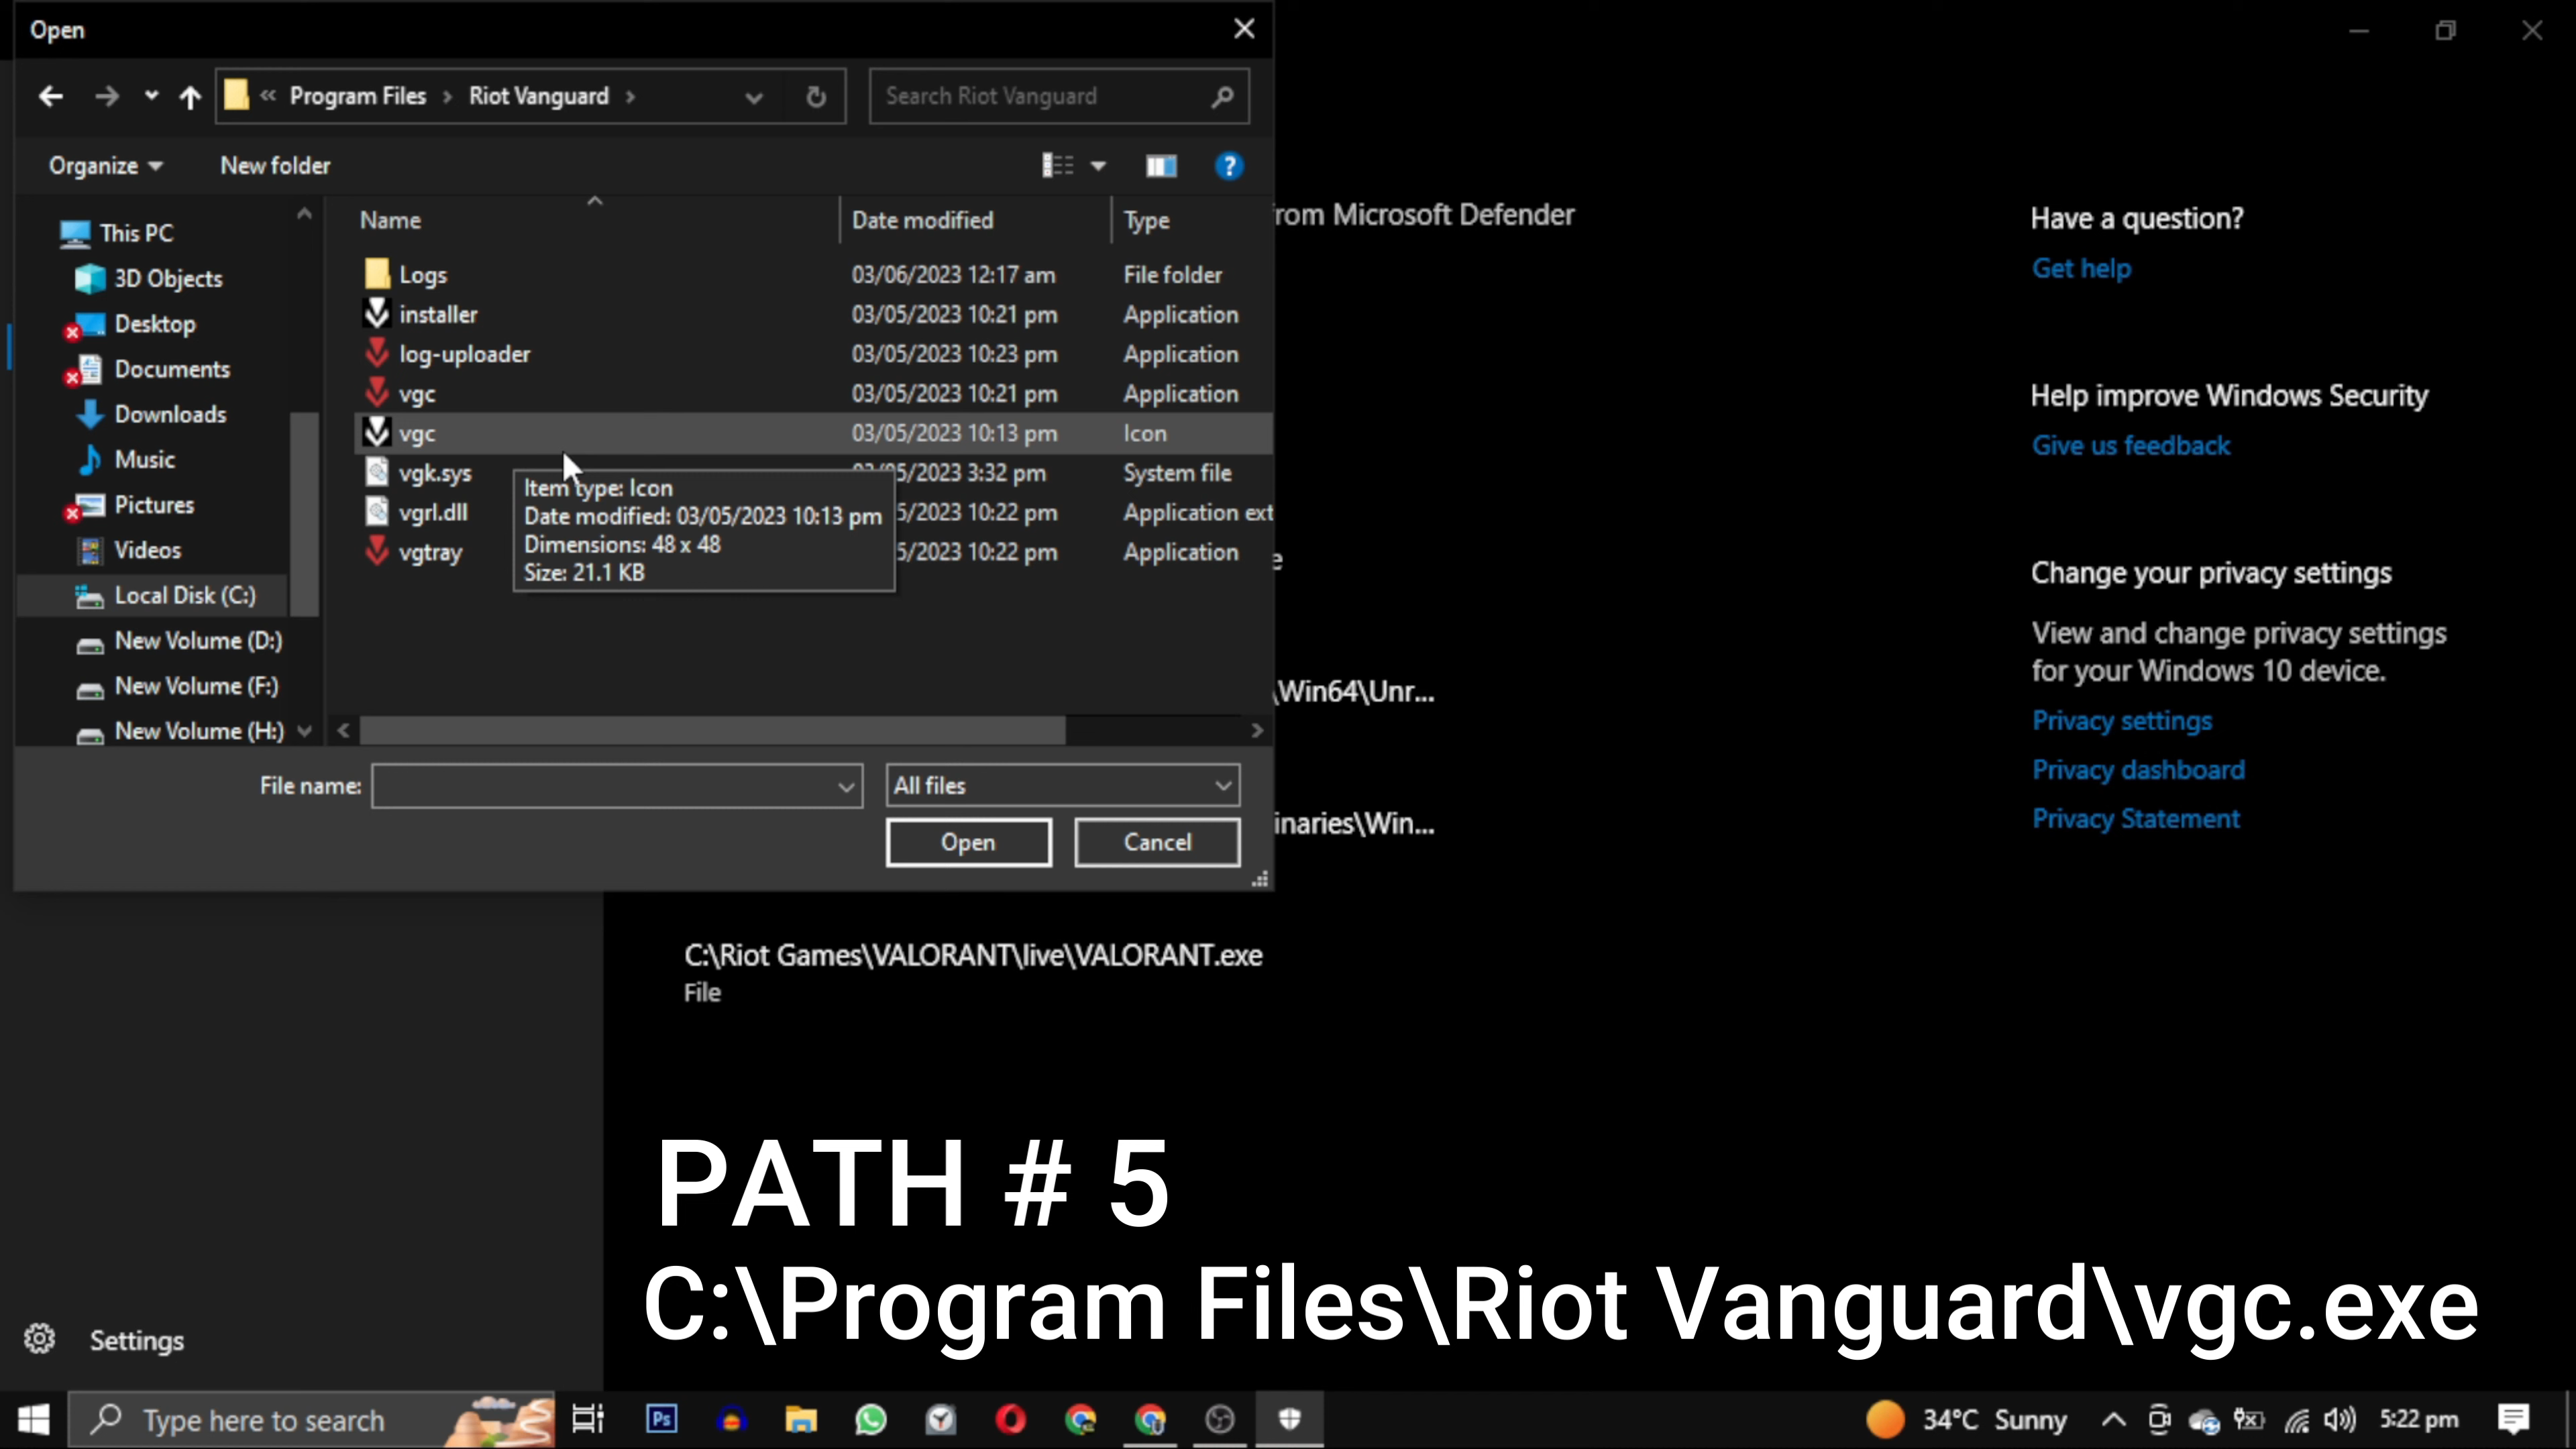 Open
Program Files
Riot Vanguard
Search Riot Vanguard
Organize
New folder
This PC
3D Objects
Desktop
Documents
Downloads
Music
Pictures
Videos
Local Disk (C:)
New Volume (D:)
New Volume (F:)
New Volume (H:)
Name Date modified Type
Logs 03/06/2023 12:17 am File folder
installer 03/05/2023 10:21 pm Application
log-uploader 03/05/2023 10:23 pm Application
vgc 03/05/2023 10:21 pm Application
vgc 03/05/2023 10:13 pm Icon
vgk.sys /2023 3:32 pm System file
vgrl.dll 5/2023 10:22 pm Application ext
vgtray 5/2023 10:22 pm Application
Item type: Icon
Date modified: 03/05/2023 10:13 pm
Dimensions: 48 x 48
Size: 21.1 KB
File name:
All files
Open
Cancel
from Microsoft Defender
e
\Win64\Unr...
inaries\Win...
C:\Riot Games\VALORANT\live\VALORANT.exe
File
Have a question?
Get help
Help improve Windows Security
Give us feedback
Change your privacy settings
View and change privacy settings
for your Windows 10 device.
Privacy settings
Privacy dashboard
Privacy Statement
PATH # 5
C:\Program Files\Riot Vanguard\vgc.exe
Settings
Type here to search
Ps
34°C Sunny
5:22 pm